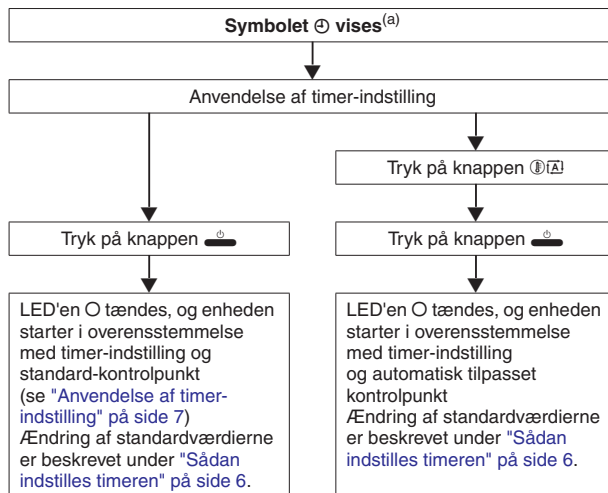 Symbolet ⏲ vises(a)
Anvendelse af timer-indstilling
Tryk på knappen A
Tryk på knappen
Tryk på knappen
LED'en O tændes, og enheden
starter i overensstemmelse
med timer-indstilling og
standard-kontrolpunkt
(se "Anvendelse af timer-
indstilling" på side 7)
Ændring af standardværdierne
er beskrevet under "Sådan
indstilles timeren" på side 6.
LED'en O tændes, og enheden
starter i overensstemmelse
med timer-indstilling
og automatisk tilpasset
kontrolpunkt
Ændring af standardværdierne
er beskrevet under "Sådan
indstilles timeren" på side 6.